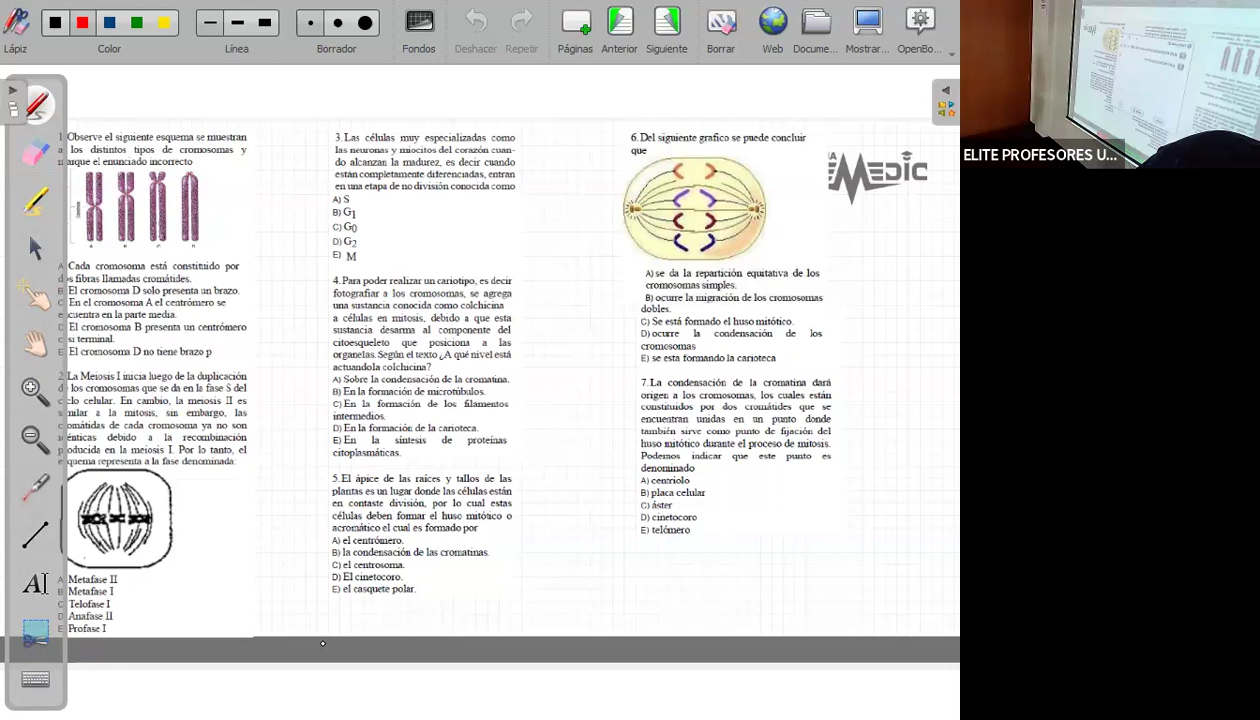 Lápiz
Color
Línea
Borrador
Fondos
Deshacer
Repetir
Páginas
Anterior
Siguiente
Borrar
Web
Docume...
Mostrar...
OpenBo...
Observe el siguiente esquema se muestran
los distintos tipos de cromosomas y
marque el enunciado incorrecto
A
B
C
D
Cada cromosoma está constituido por
dos fibras llamadas cromátides.
El cromosoma D solo presenta un brazo.
En el cromosoma A el centrómero se
encuentra en la parte media.
El cromosoma B presenta un centrómero
casi terminal.
El cromosoma D no tiene brazo p
La Meiosis I inicia luego de la duplicación
de los cromosomas que se da en la fase S del
ciclo celular. En cambio, la meiosis II es
similar a la mitosis, sin embargo, las
cromátidas de cada cromosoma ya no son
idénticas debido a la recombinación
producida en la meiosis I. Por lo tanto, el
esquema representa a la fase denominada:
Metafase II
Metafase I
Telofase I
Anafase II
Profase I
3. Las células muy especializadas como
las neuronas y miocitos del corazón cuan-
do alcanzan la madurez, es decir cuando
están completamente diferenciadas, entran
en una etapa de no división conocida como
A) S
B) G1
C) G0
D) G2
E) M
4. Para poder realizar un cariotipo, es decir
fotografiar a los cromosomas, se agrega
una sustancia conocida como colchicina
a células en mitosis, debido a que esta
sustancia desarma al componente del
citoesqueleto que posiciona a las
organelas. Según el texto ¿A qué nivel está
actuandola colchicina?
A) Sobre la condensación de la cromatina.
B) En la formación de microtúbulos.
C) En la formación de los filamentos
intermedios.
D) En la formación de la carioteca.
E) En la síntesis de proteínas
citoplasmáticas.
5. El ápice de las raíces y tallos de las
plantas es un lugar donde las células están
en contaste división, por lo cual estas
células deben formar el huso mitótico o
acromático el cual es formado por
A) el centrómero.
B) la condensación de las cromatinas.
C) el centrosoma.
D) El cinetocoro.
E) el casquete polar.
6. Del siguiente grafico se puede concluir
que
A) se da la repartición equitativa de los
cromosomas simples.
B) ocurre la migración de los cromosomas
dobles.
C) Se está formado el huso mitótico.
D) ocurre la condensación de los
cromosomas
E) se esta formando la carioteca
7. La condensación de la cromatina dará
origen a los cromosomas, los cuales están
constituidos por dos cromátides que se
encuentran unidas en un punto donde
también sirve como punto de fijación del
huso mitótico durante el proceso de mitosis.
Podemos indicar que este punto es
denominado
A) centriolo
B) placa celular
C) áster
D) cinetocoro
E) telómero
MEDIC
ELITE PROFESORES U...